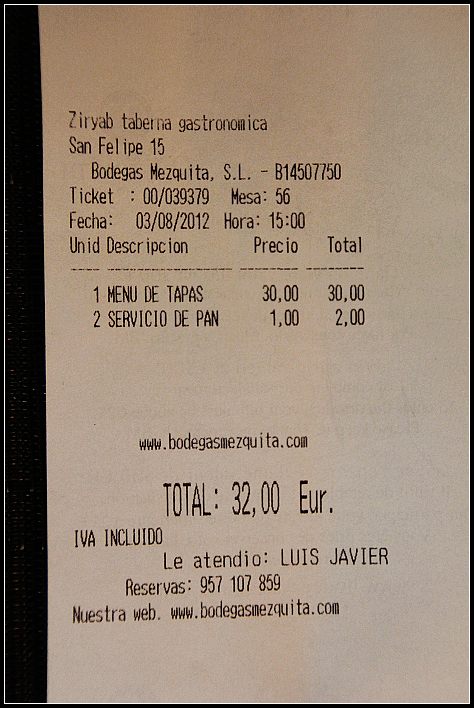 Ziryab taberna gastronomica
San Felipe 15
Bodegas Mezquita, S.L. - B14507750
Ticket : 00/039379 Mesa: 56
Fecha: 03/08/2012 Hora: 15:00
Unid Descripcion Precio Total
---- ----------------- --------- ---------
1 MENU DE TAPAS 30,00 30,00
2 SERVICIO DE PAN 1,00 2,00
www.bodegasmezquita.com
TOTAL: 32,00 Eur.
IVA INCLUIDO
Le atendio: LUIS JAVIER
Reservas: 957 107 859
Nuestra web. www.bodegasmezquita.com